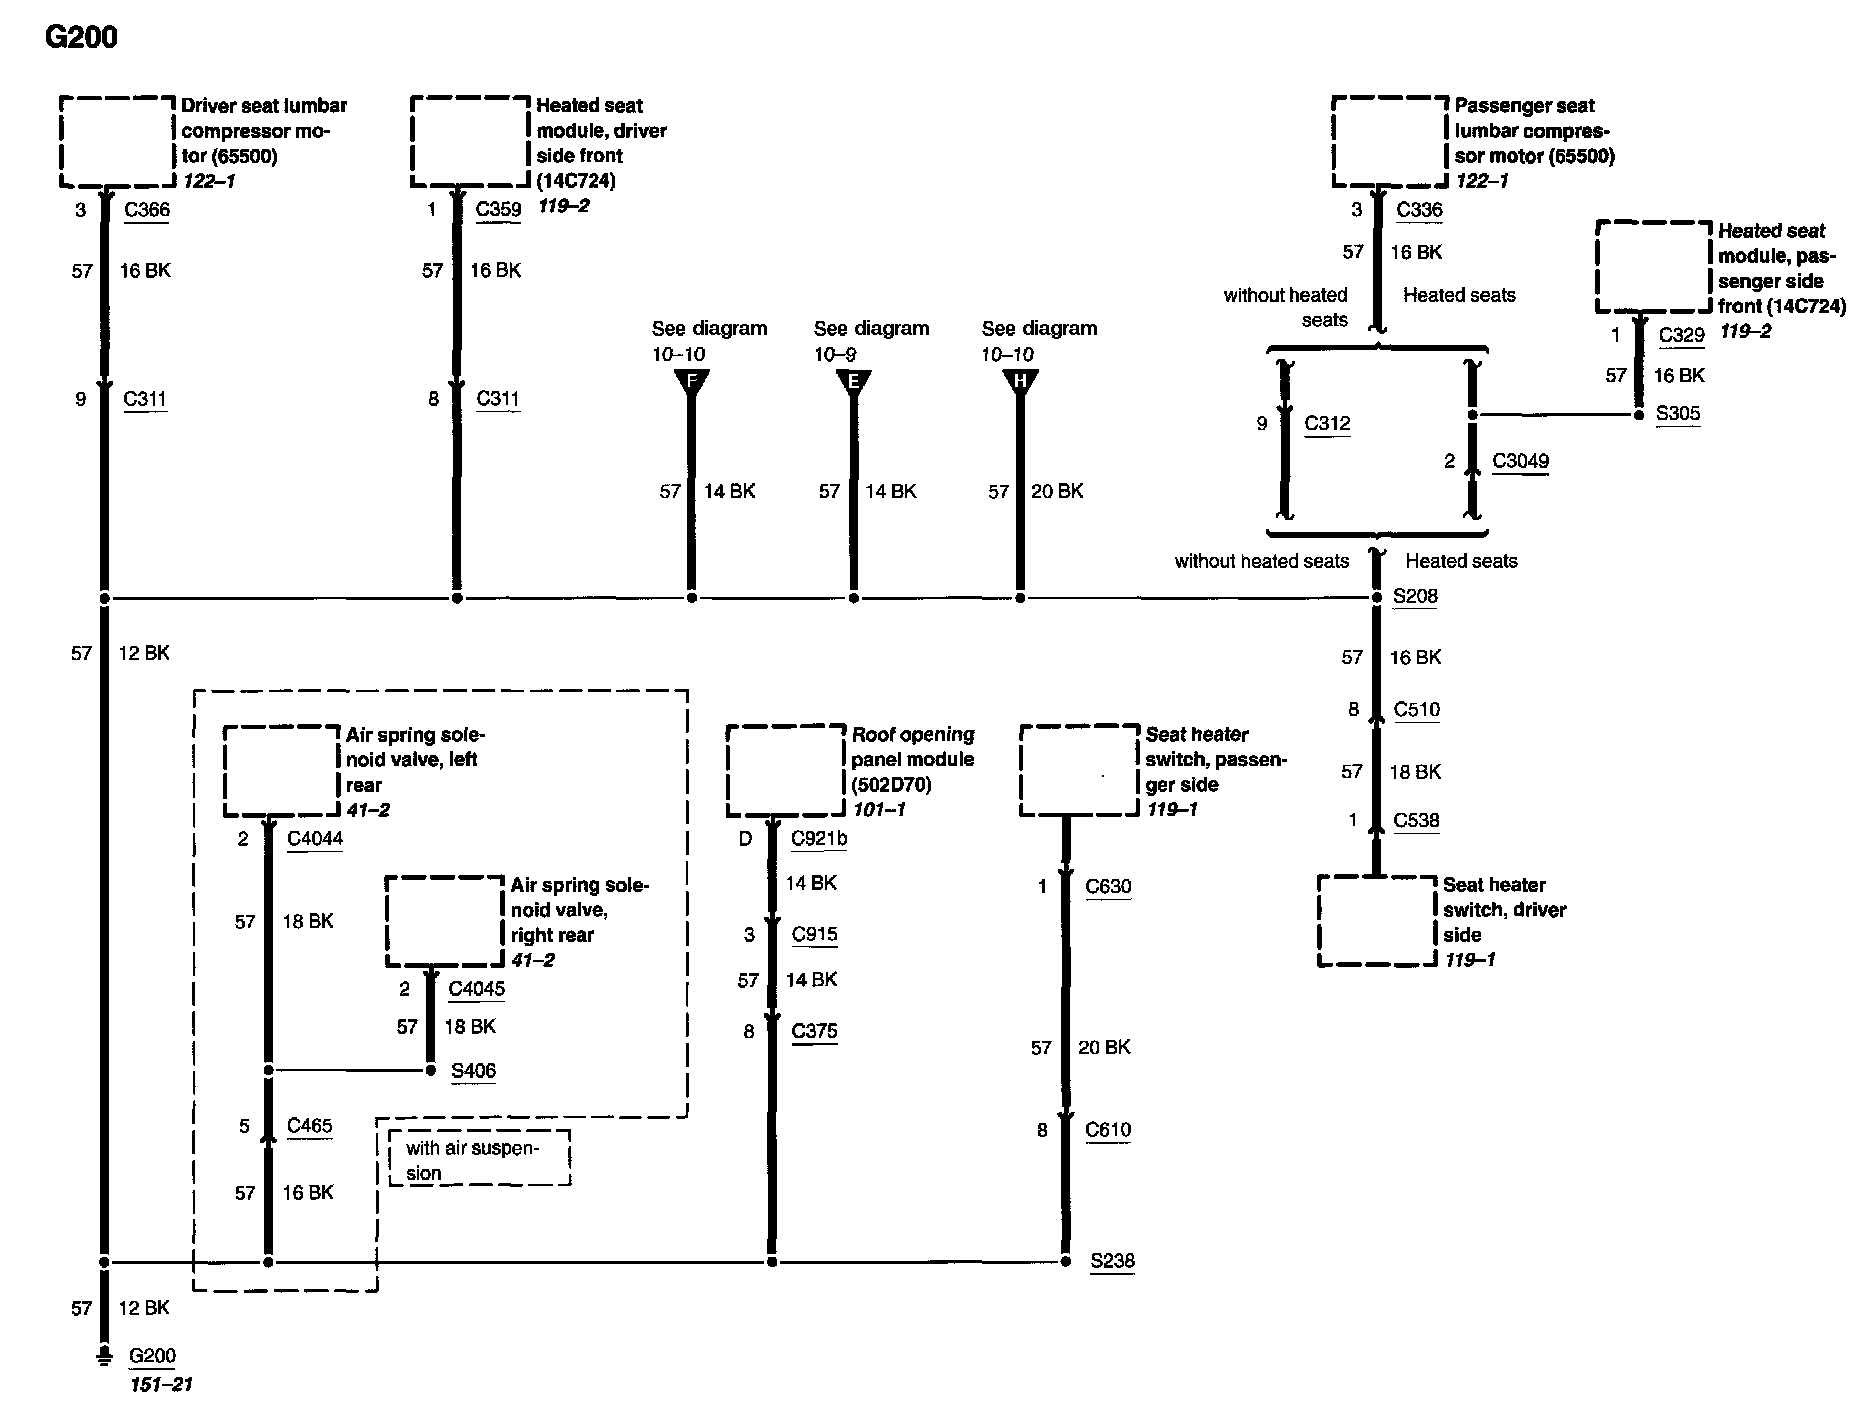 G200
Driver seat lumbar
compressor mo-
tor (65500)
122–1
3
C366
57
16 BK
9
C311
Heated seat
module, driver
side front
(14C724)
119–2
1
C359
57
16 BK
8
C311
See diagram
10–10
F
57
14 BK
See diagram
10–9
E
57
14 BK
See diagram
10–10
H
57
20 BK
Passenger seat
lumbar compres-
sor motor (65500)
122–1
3
C336
57
16 BK
without heated
seats
Heated seats
Heated seat
module, pas-
senger side
front (14C724)
119–2
1
C329
57
16 BK
S305
9
C312
2
C3049
without heated seats
Heated seats
S208
57
12 BK
57
16 BK
8
C510
57
18 BK
1
C538
Seat heater
switch, driver
side
119–1
Air spring sole-
noid valve, left
rear
41–2
2
C4044
57
18 BK
Air spring sole-
noid valve,
right rear
41–2
2
C4045
57
18 BK
S406
5
C465
with air suspen-
sion
57
16 BK
Roof opening
panel module
(502D70)
101–1
D
C921b
14 BK
3
C915
57
14 BK
8
C375
Seat heater
switch, passen-
ger side
119–1
1
C630
57
20 BK
8
C610
S238
57
12 BK
G200
151–21